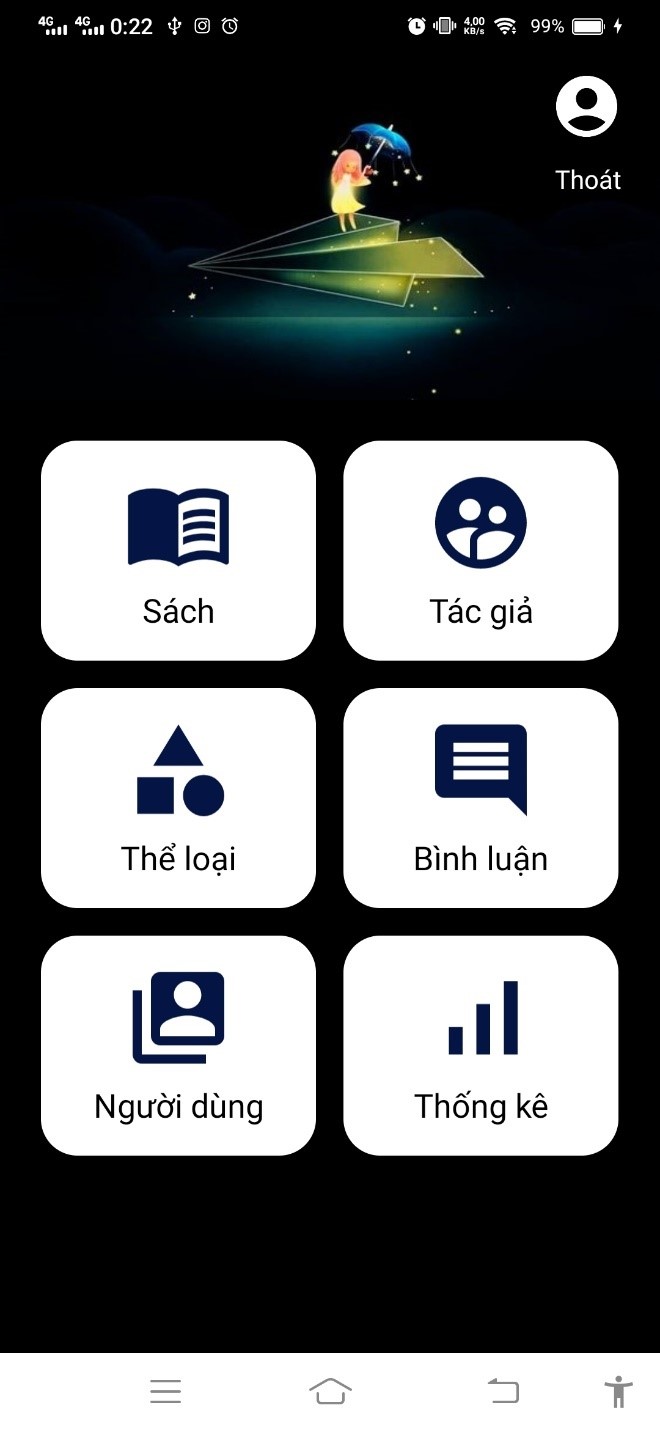 4G 4G 0:22 4,00 KB/s 99%
Thoát
Sách
Tác giả
Thể loại
Bình luận
Người dùng
Thống kê